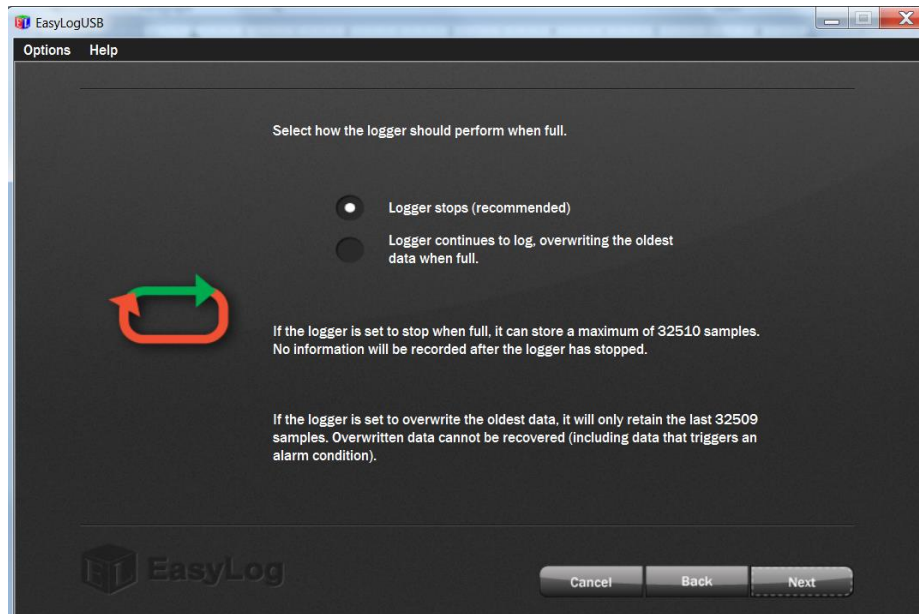 EasyLogUSB
Options Help
Select how the logger should perform when full.
Logger stops (recommended)
Logger continues to log, overwriting the oldest
data when full.
If the logger is set to stop when full, it can store a maximum of 32510 samples.
No information will be recorded after the logger has stopped.
If the logger is set to overwrite the oldest data, it will only retain the last 32509
samples. Overwritten data cannot be recovered (including data that triggers an
alarm condition).
EasyLog
Cancel Back Next